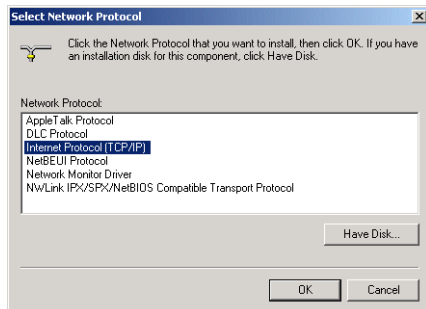 Select Network Protocol
Click the Network Protocol that you want to install, then click OK. If you have
an installation disk for this component, click Have Disk.
Network Protocol:
AppleTalk Protocol
DLC Protocol
Internet Protocol (TCP/IP)
NetBEUI Protocol
Network Monitor Driver
NWLink IPX/SPX/NetBIOS Compatible Transport Protocol
Have Disk...
OK
Cancel